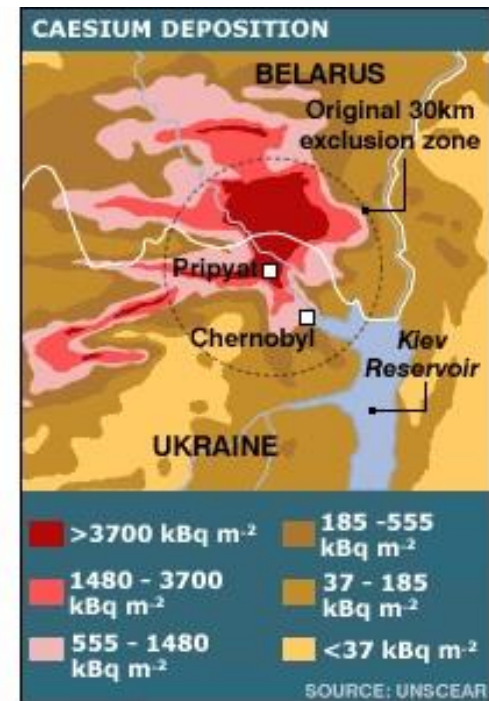 CAESIUM DEPOSITION
BELARUS
Original 30km
exclusion zone
Pripyat
Chernobyl
Kiev
Reservoir
UKRAINE
>3700 kBq m-2
1480 - 3700
kBq m-2
555 - 1480
kBq m-2
185 -555
kBq m-2
37 - 185
kBq m-2
<37 kBq m-2
SOURCE: UNSCEAR